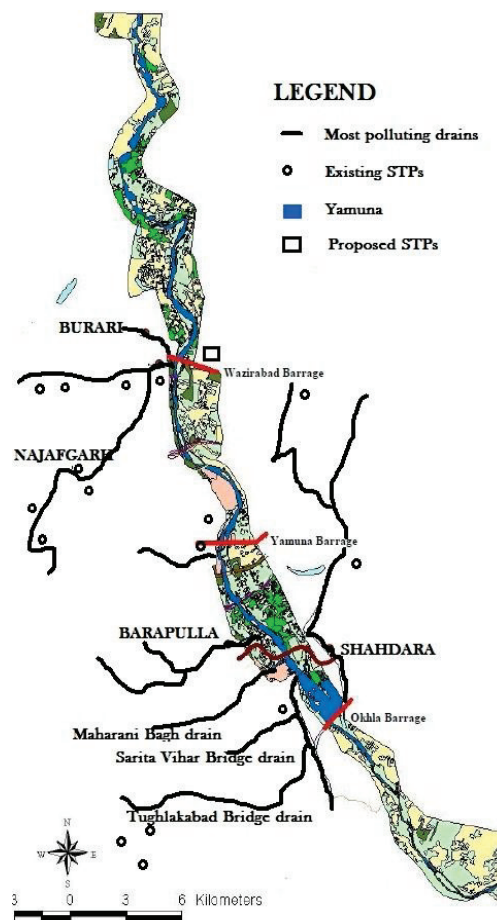 LEGEND
Most polluting drains
Existing STPs
Yamuna
Proposed STPs
BURARI
Wazirabad Barrage
NAJAFGARH
Yamuna Barrage
BARAPULLA
SHAHDARA
Maharani Bagh drain
Okhla Barrage
Sarita Vihar Bridge drain
Tughlakabad Bridge drain
N
W E
S
3 0 3 6 Kilometers